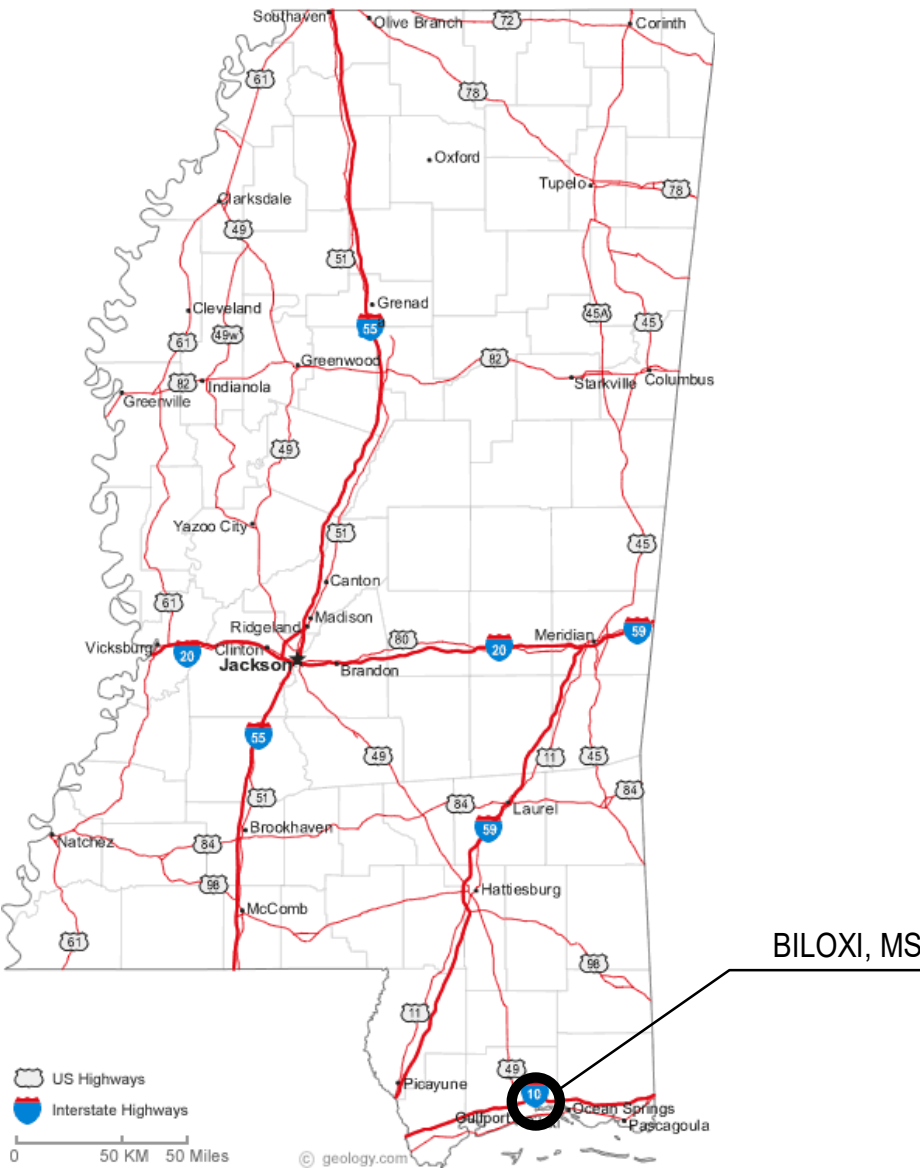 Southaven
Olive Branch
72
Corinth
61
78
Oxford
Tupelo
78
Clarksdale
49
51
Cleveland
Grenad
55
45A
45
61
49w
Greenwood
82
82
Indianola
Starkville
Columbus
Greenville
49
Yazoo City
51
45
Canton
61
Madison
Ridgeland
80
Meridian
59
Vicksburg
20
Clinton
20
Jackson
Brandon
55
49
11
45
51
84
84
Laurel
Natchez
84
Brookhaven
59
98
Hattiesburg
McComb
61
98
BILOXI, MS
11
49
US Highways
Picayune
10
Interstate Highways
Gulfport
Ocean Springs
Pascagoula
0 50 KM 50 Miles
© geology.com